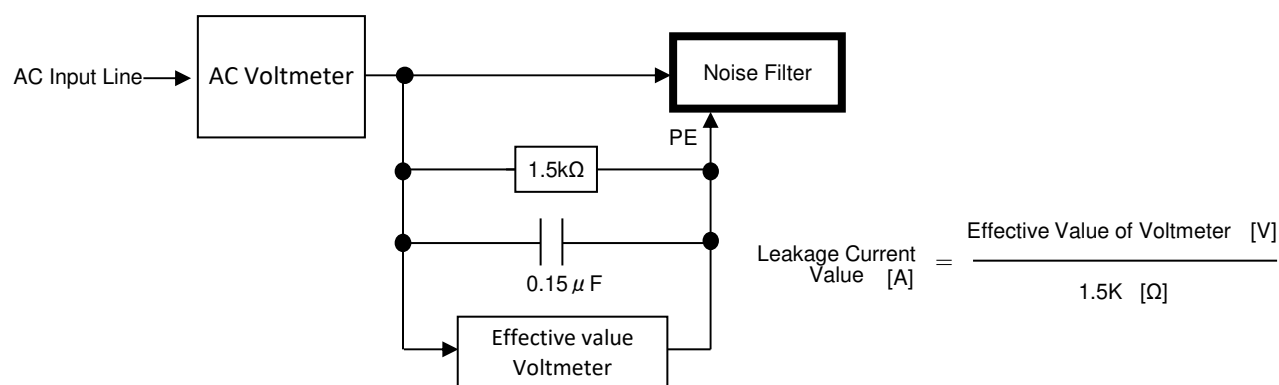 AC Input Line
AC Voltmeter
Noise Filter
PE
1.5kΩ
0.15 μ F
Effective value
Voltmeter
Leakage Current
Value [A]
=
Effective Value of Voltmeter [V]
1.5K [Ω]